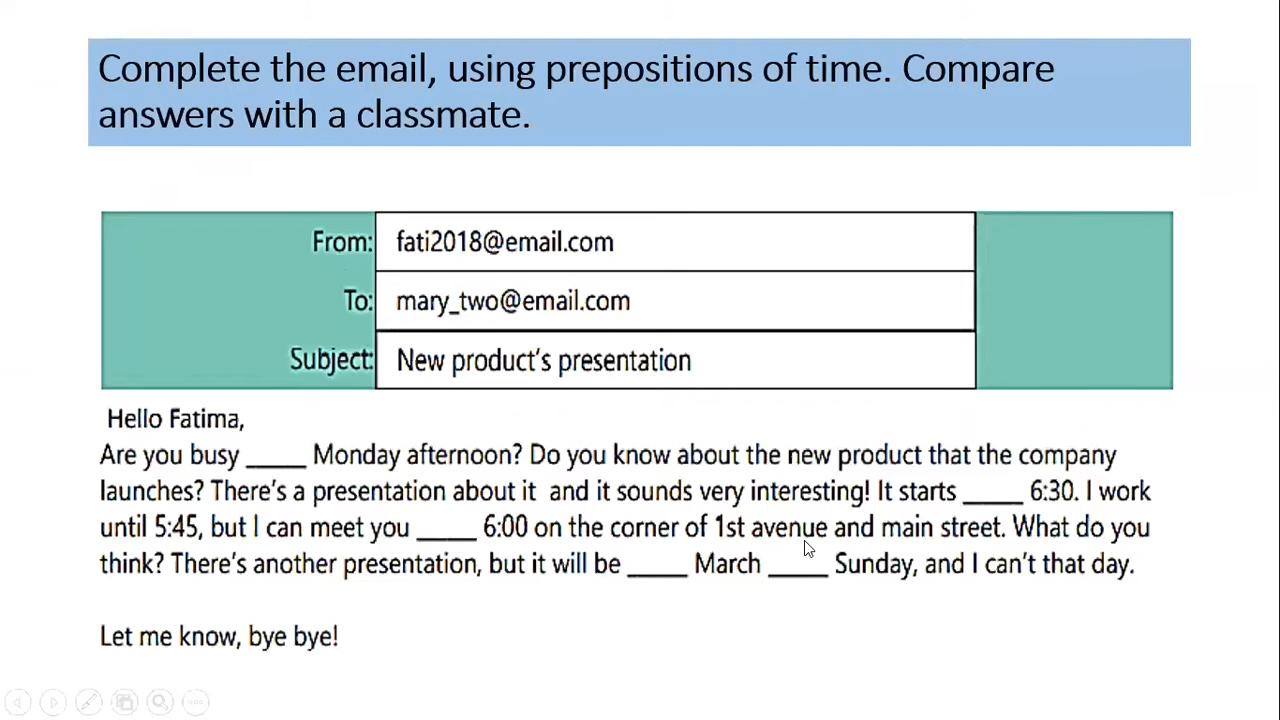 Complete the email, using prepositions of time. Compare
answers with a classmate.
From: fati2018@email.com
To: mary_two@email.com
Subject: New product's presentation
Hello Fatima,
Are you busy _____ Monday afternoon? Do you know about the new product that the company
launches? There's a presentation about it and it sounds very interesting! It starts _____ 6:30. I work
until 5:45, but I can meet you _____ 6:00 on the corner of 1st avenue and main street. What do you
think? There's another presentation, but it will be _____ March _____ Sunday, and I can't that day.
Let me know, bye bye!